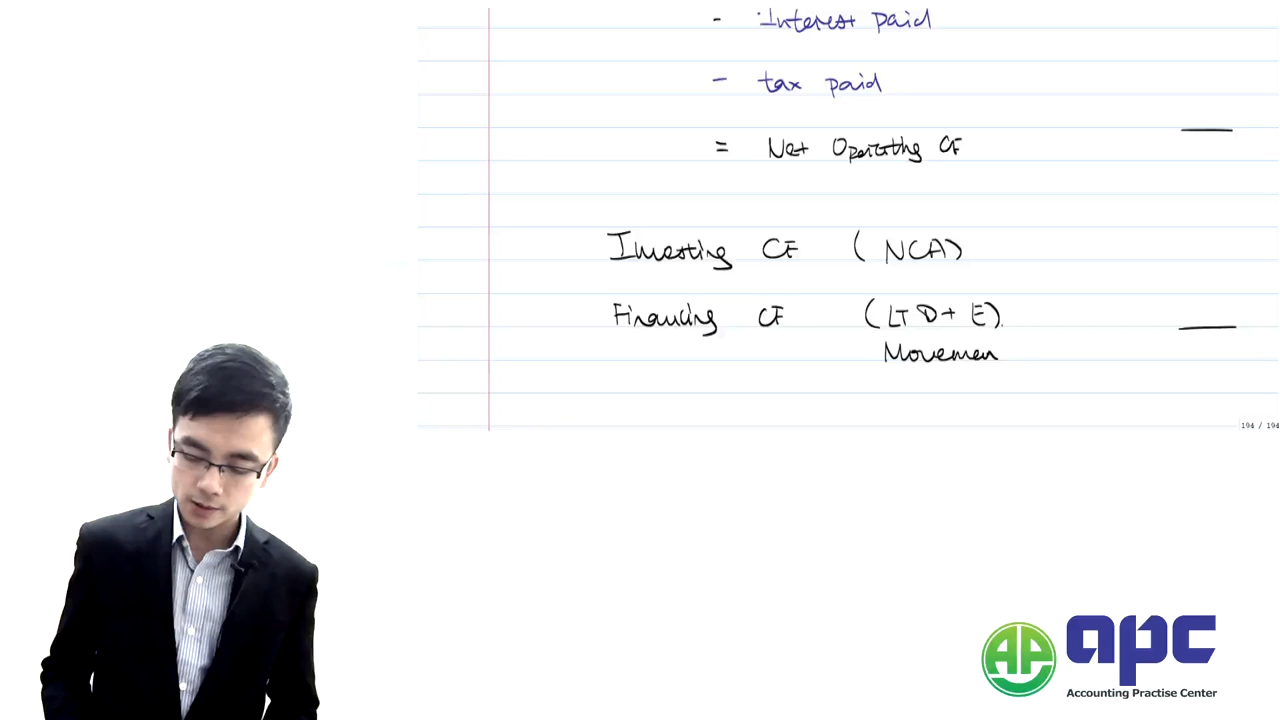 - Interest paid
- tax paid
= Net Operating CF
Investing CF (NCA)
Financing CF (LT D + E).
Movemen
194 / 194
AP
apc
Accounting Practise Center